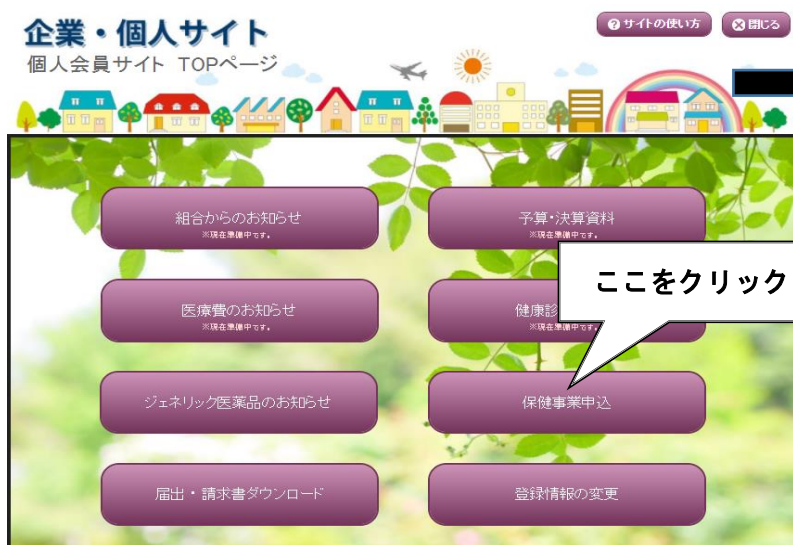 企業・個人サイト
個人会員サイト TOPページ
サイトの使い方
閉じる
組合からのお知らせ
※現在準備中です。
予算・決算資料
※現在準備中です。
ここをクリック
医療費のお知らせ
※現在準備中です。
健康診
※現在準備中です。
ジェネリック医薬品のお知らせ
保健事業申込
届出・請求書ダウンロード
登録情報の変更